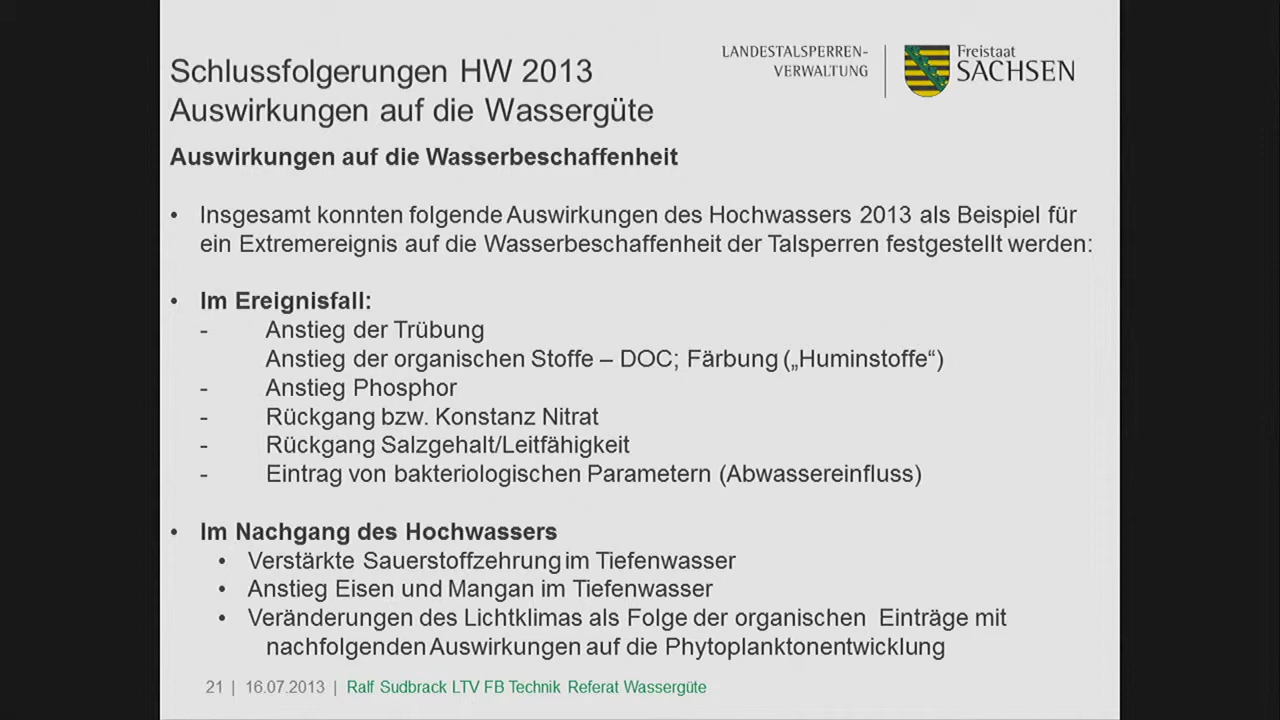 Schlussfolgerungen HW 2013
Auswirkungen auf die Wassergüte
LANDESTALSPERREN-
VERWALTUNG
Freistaat
SACHSEN
Auswirkungen auf die Wasserbeschaffenheit
• Insgesamt konnten folgende Auswirkungen des Hochwassers 2013 als Beispiel für
ein Extremereignis auf die Wasserbeschaffenheit der Talsperren festgestellt werden:
• Im Ereignisfall:
- Anstieg der Trübung
Anstieg der organischen Stoffe – DOC; Färbung („Huminstoffe“)
- Anstieg Phosphor
- Rückgang bzw. Konstanz Nitrat
- Rückgang Salzgehalt/Leitfähigkeit
- Eintrag von bakteriologischen Parametern (Abwassereinfluss)
• Im Nachgang des Hochwassers
• Verstärkte Sauerstoffzehrung im Tiefenwasser
• Anstieg Eisen und Mangan im Tiefenwasser
• Veränderungen des Lichtklimas als Folge der organischen Einträge mit
nachfolgenden Auswirkungen auf die Phytoplanktonentwicklung
21 | 16.07.2013 | Ralf Sudbrack LTV FB Technik Referat Wassergüte